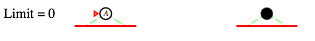 Limit = 0 A